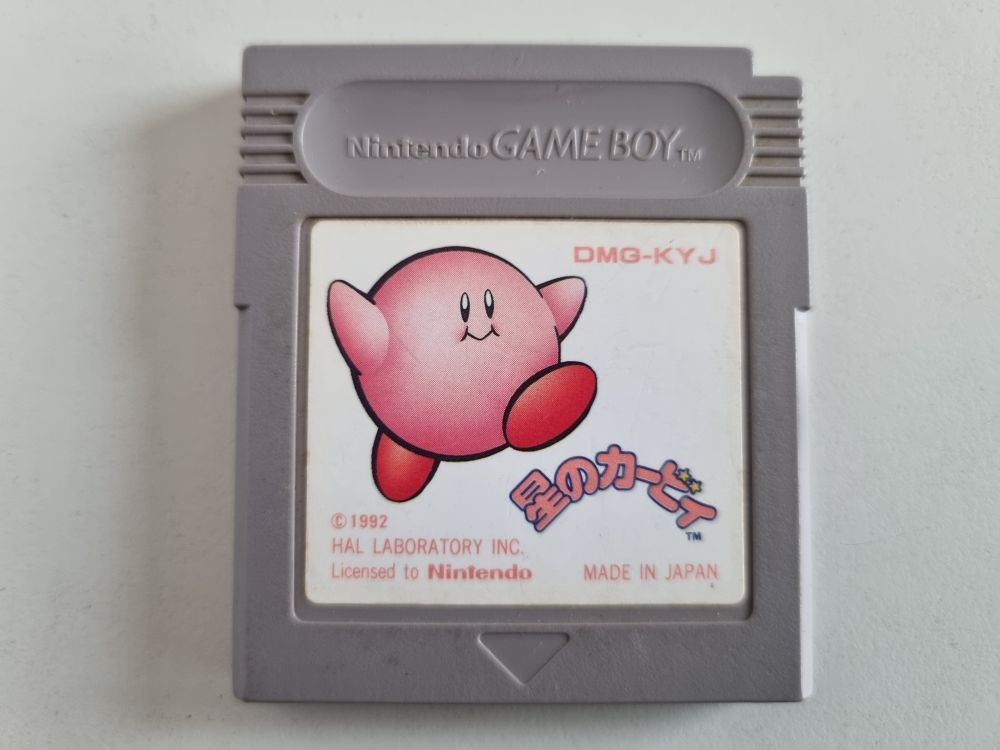 Nintendo GAME BOY TM
DMG-KYJ
星のカービィ
TM
©1992
HAL LABORATORY INC.
Licensed to Nintendo
MADE IN JAPAN